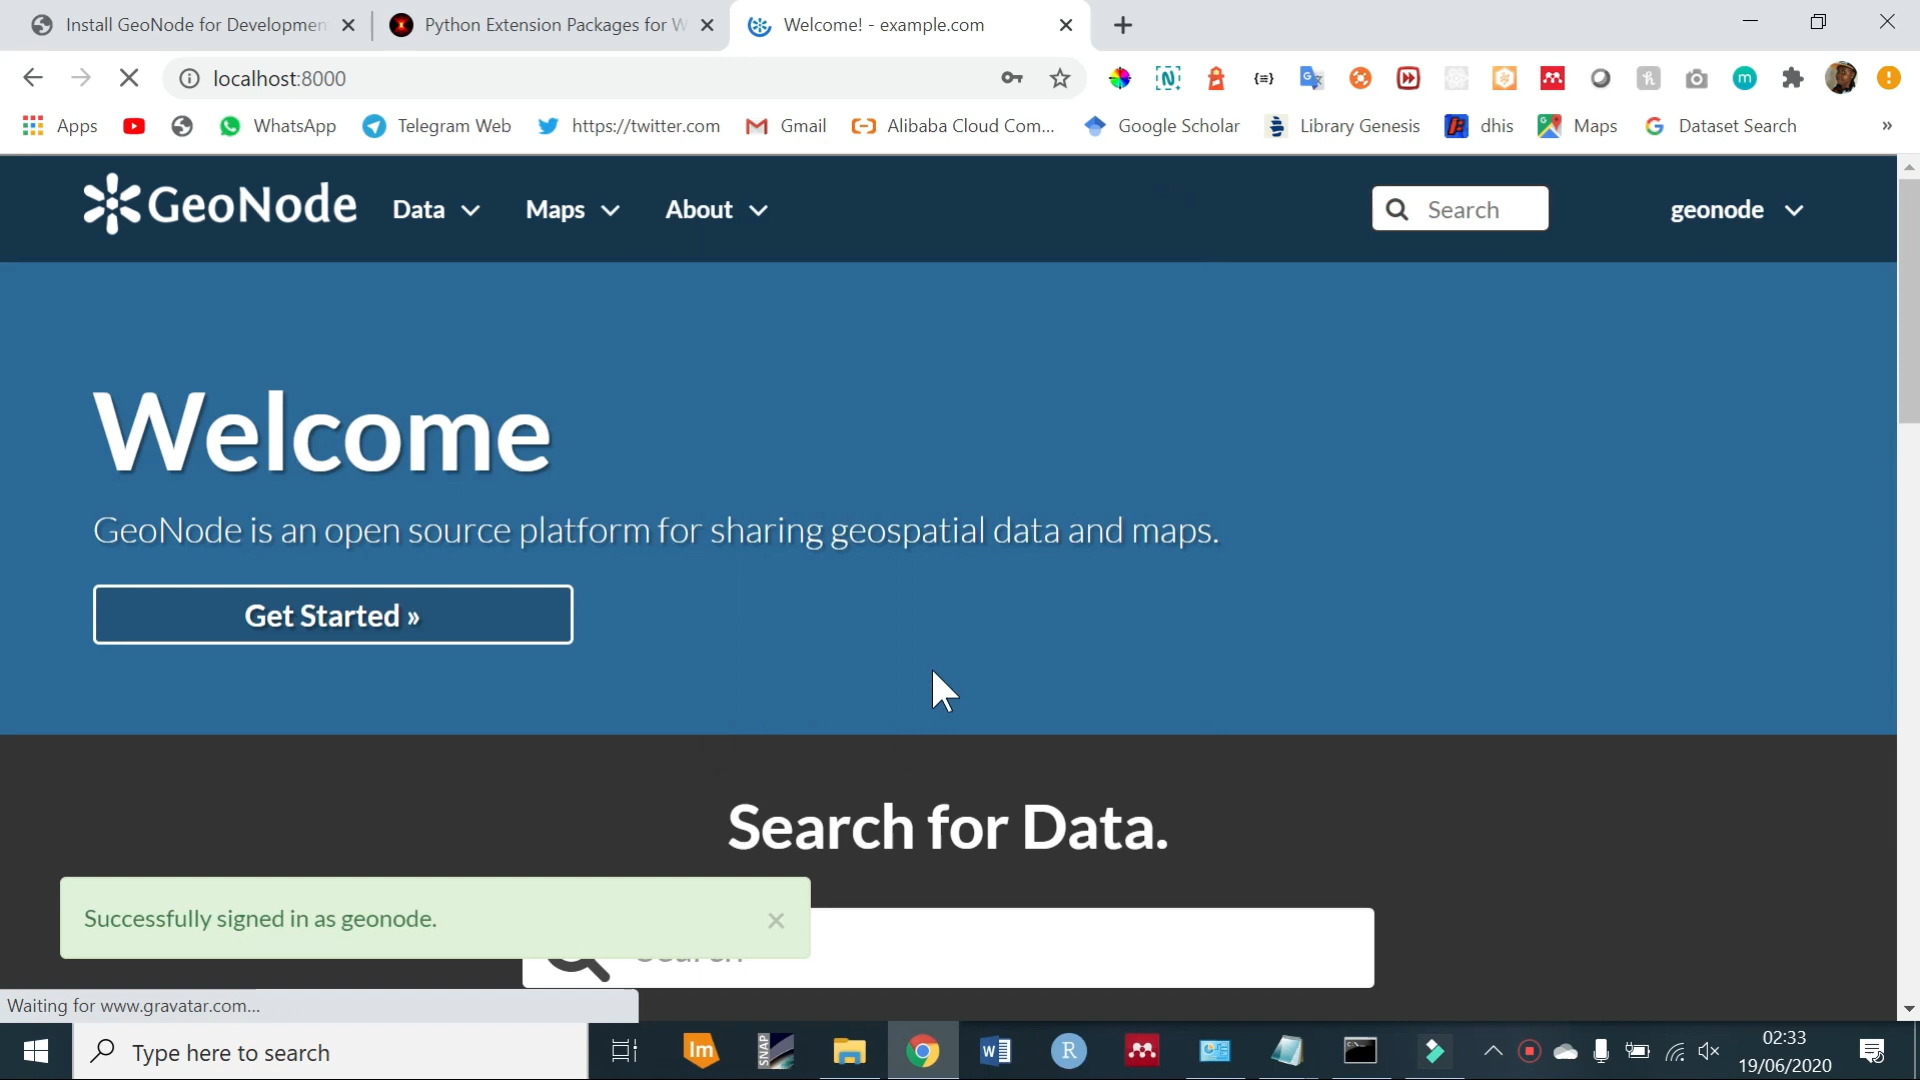 Install GeoNode for Developmen
Python Extension Packages for W
Welcome! - example.com
localhost:8000
Apps
WhatsApp
Telegram Web
https://twitter.com
Gmail
Alibaba Cloud Com...
Google Scholar
Library Genesis
dhis
Maps
Dataset Search
»
GeoNode
Data
Maps
About
Search
geonode
Welcome
GeoNode is an open source platform for sharing geospatial data and maps.
Get Started »
Search for Data.
Successfully signed in as geonode.
Waiting for www.gravatar.com...
Type here to search
Im
SNAP
02:33
19/06/2020